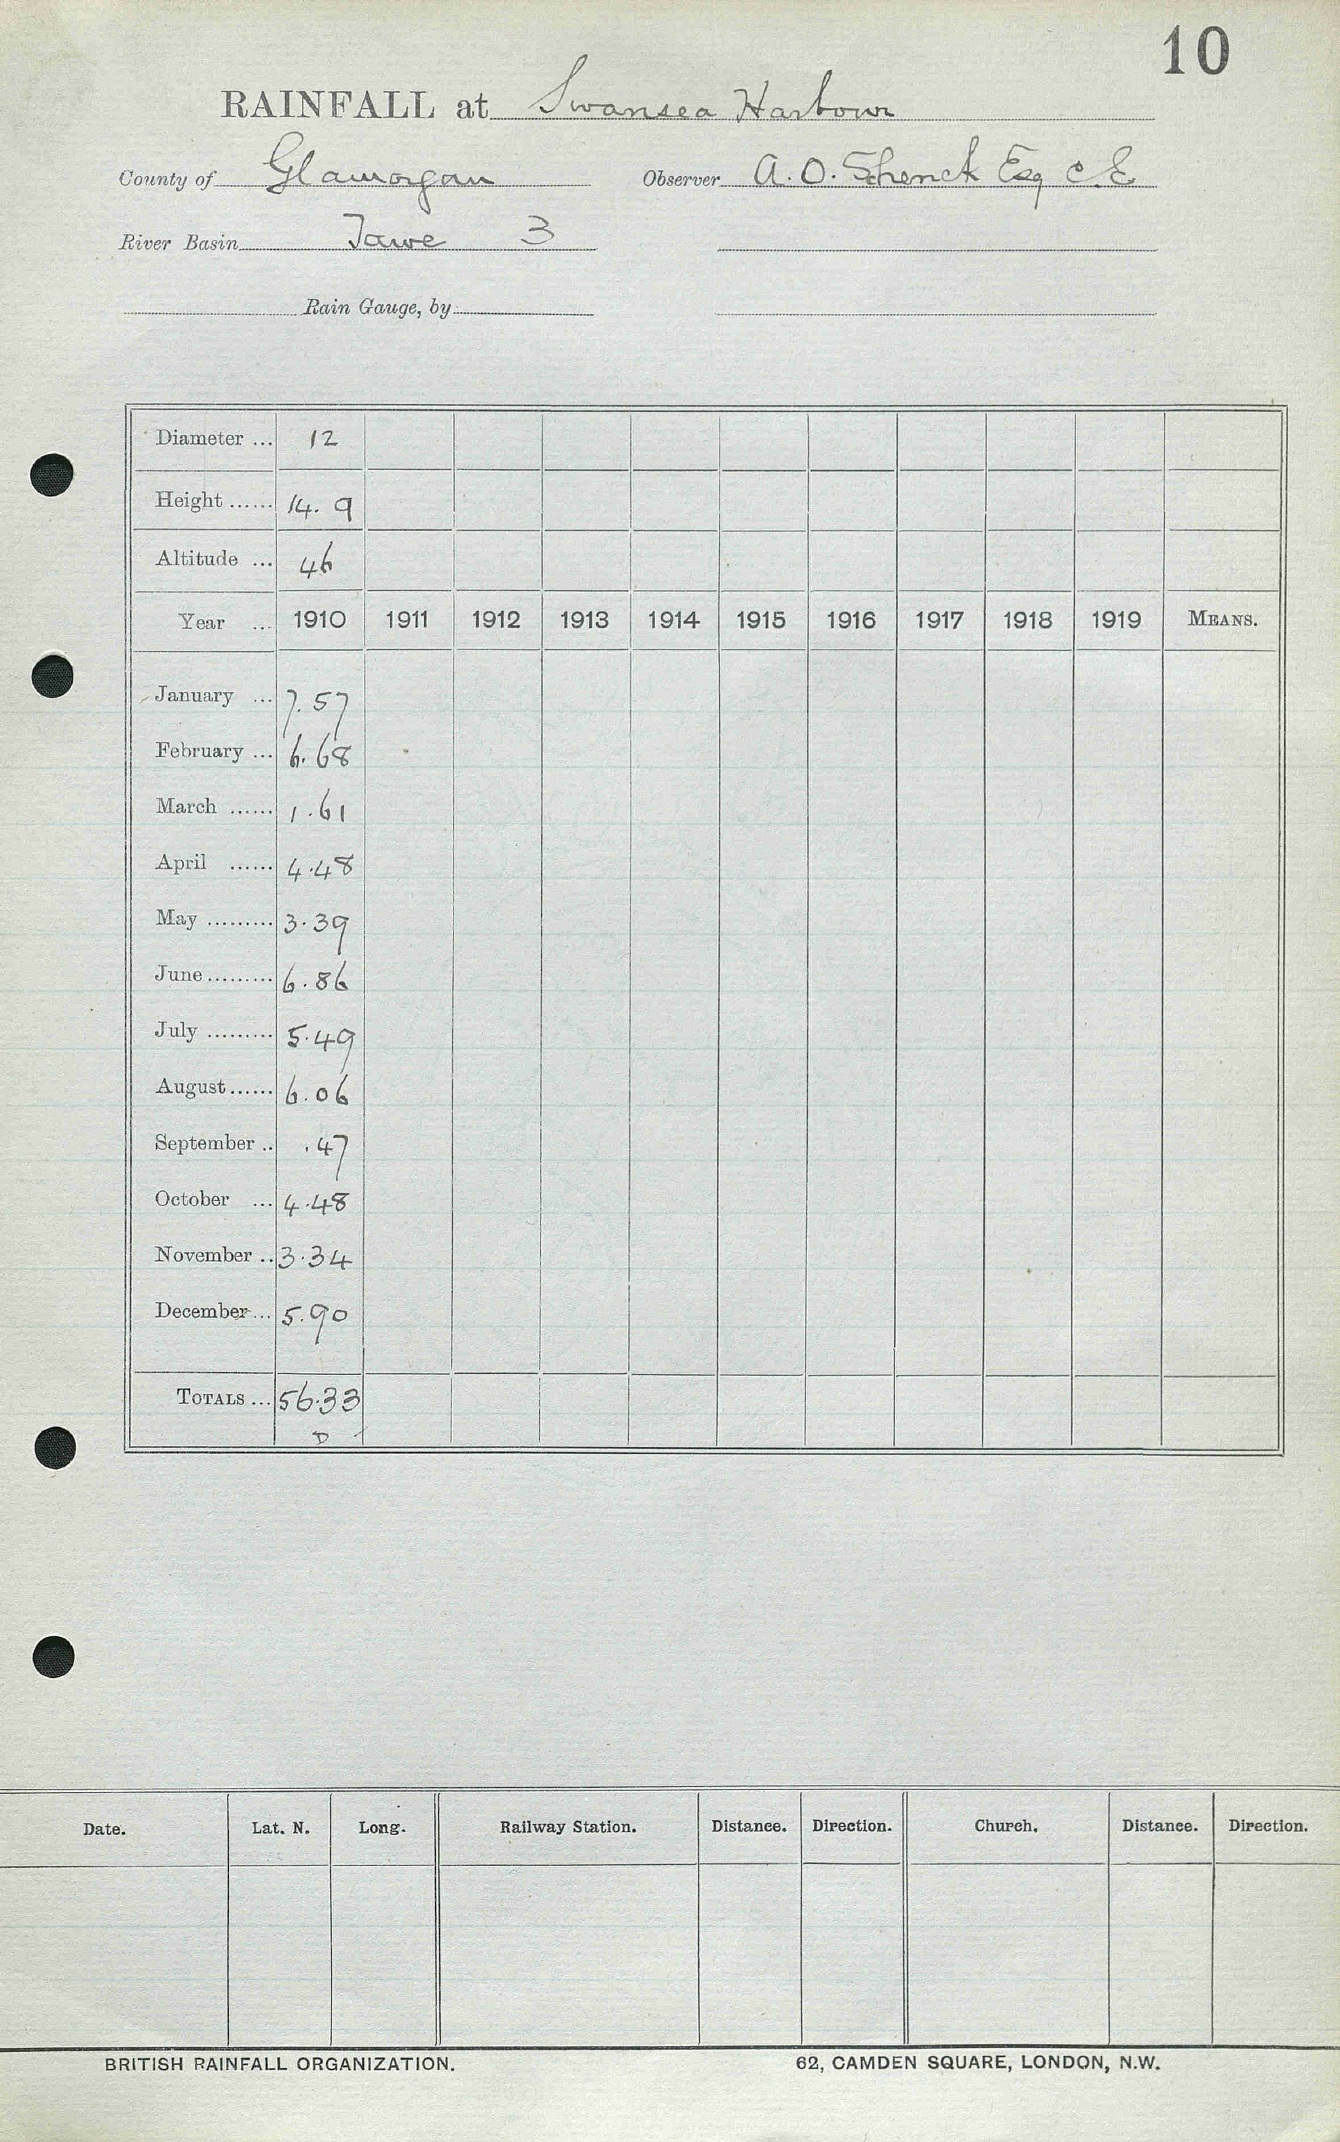 10
RAINFALL at Swansea Harbour
County of Glamorgan Observer A. O. Schenck Esq C.E
River Basin Tawe 3
Rain Gauge, by
Diameter ... 12
Height ...... 14. 9
Altitude ... 46
Year ... 1910 1911 1912 1913 1914 1915 1916 1917 1918 1919 MEANS.
January ... 7.57
February ... 6.68
March ...... 1.61
April ...... 4.48
May ......... 3.39
June ......... 6.86
July ......... 5.49
August ...... 6.06
September .. .47
October ... 4.48
November .. 3.34
December ... 5.90
TOTALS ... 56.33
D
Date. Lat. N. Long. Railway Station. Distance. Direction. Church. Distance. Direction.
BRITISH RAINFALL ORGANIZATION. 62, CAMDEN SQUARE, LONDON, N.W.